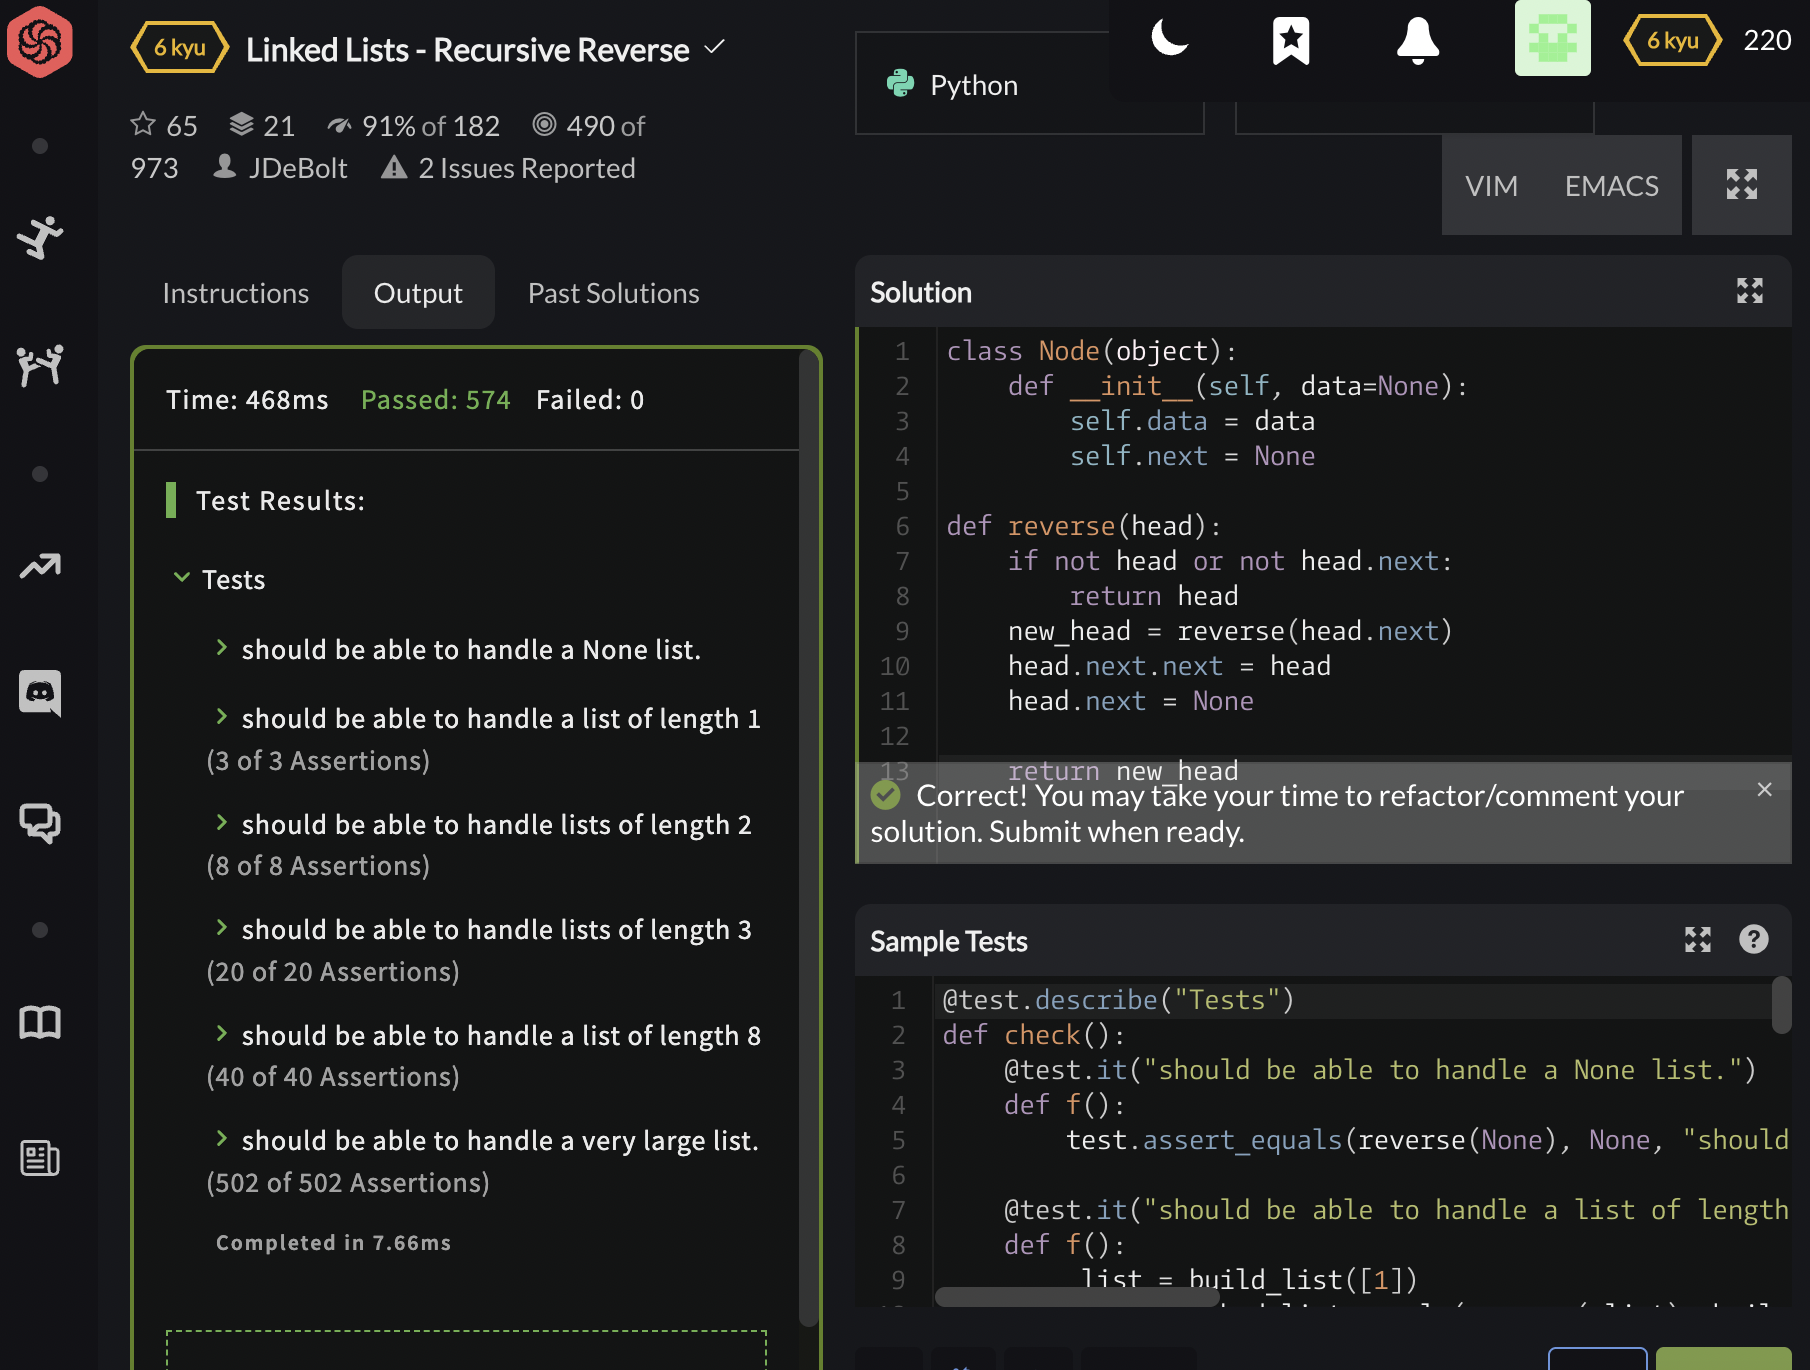 6 kyu Linked Lists - Recursive Reverse
65 21 91% of 182 490 of
973 JDeBolt 2 Issues Reported
Instructions Output Past Solutions
Time: 468ms Passed: 574 Failed: 0
Test Results:
Tests
should be able to handle a None list.
should be able to handle a list of length 1
(3 of 3 Assertions)
should be able to handle lists of length 2
(8 of 8 Assertions)
should be able to handle lists of length 3
(20 of 20 Assertions)
should be able to handle a list of length 8
(40 of 40 Assertions)
should be able to handle a very large list.
(502 of 502 Assertions)
Completed in 7.66ms
Python
6 kyu 220
VIM EMACS
Solution
1 class Node(object):
2     def __init__(self, data=None):
3         self.data = data
4         self.next = None
5
6 def reverse(head):
7     if not head or not head.next:
8         return head
9     new_head = reverse(head.next)
10     head.next.next = head
11     head.next = None
12
13     return new_head
Correct! You may take your time to refactor/comment your
solution. Submit when ready.
Sample Tests
1 @test.describe("Tests")
2 def check():
3     @test.it("should be able to handle a None list.")
4     def f():
5         test.assert_equals(reverse(None), None, "should
6
7     @test.it("should be able to handle a list of length
8     def f():
9          list = build_list([1])